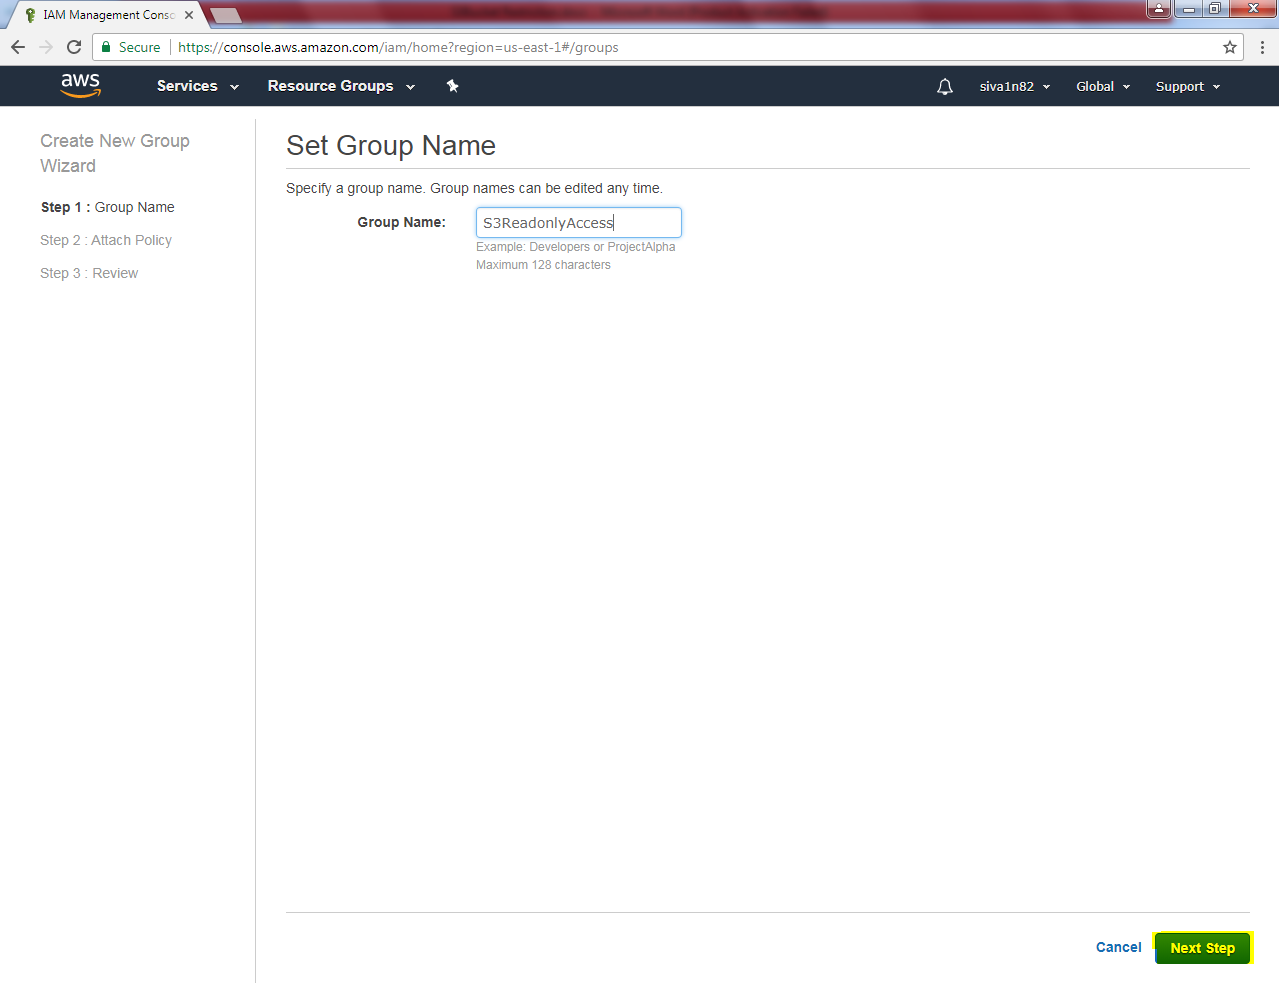 IAM Management Consc
Secure
https://console.aws.amazon.com/iam/home?region=us-east-1#/groups
aws
Services
Resource Groups
siva1n82
Global
Support
Create New Group
Wizard
Step 1 : Group Name
Step 2 : Attach Policy
Step 3 : Review
Set Group Name
Specify a group name. Group names can be edited any time.
Group Name:
S3ReadonlyAccess
Example: Developers or ProjectAlpha
Maximum 128 characters
Cancel
Next Step